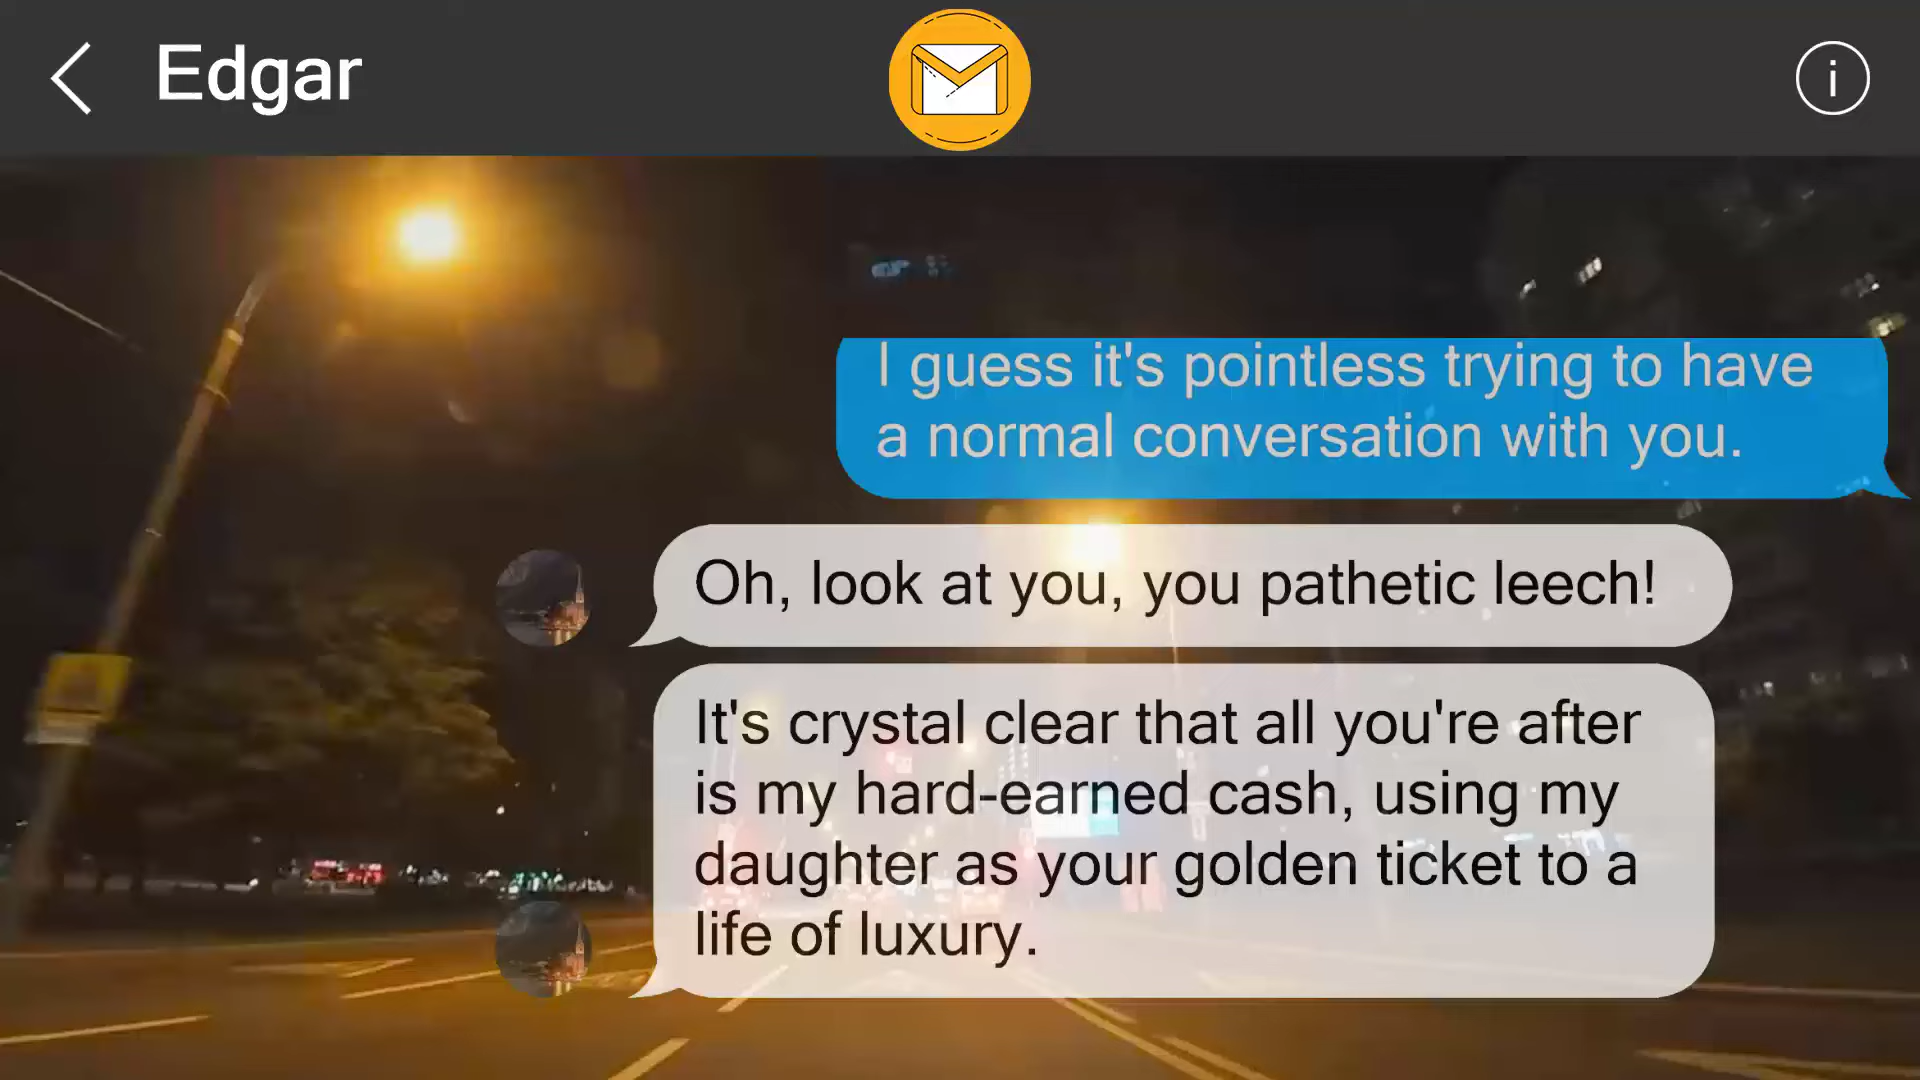 Edgar
I guess it's pointless trying to have
a normal conversation with you.
Oh, look at you, you pathetic leech!
It's crystal clear that all you're after
is my hard-earned cash, using my
daughter as your golden ticket to a
life of luxury.